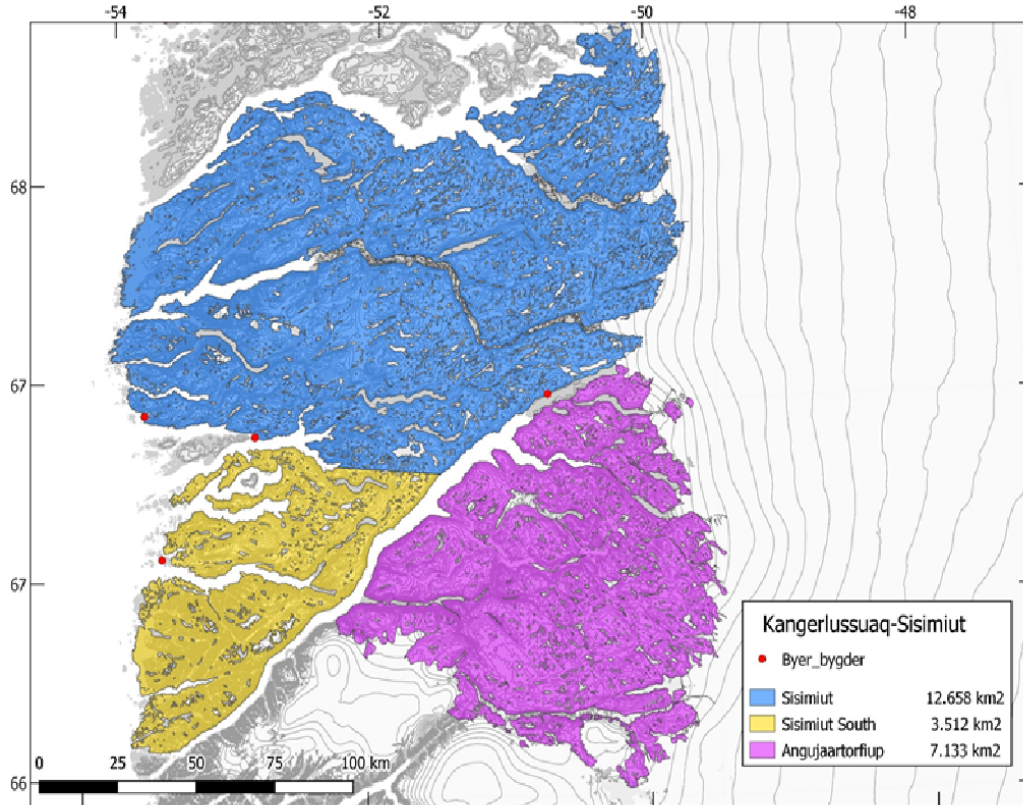 -54 -52 -50 -48
68
67
67
66
0 25 50 75 100 km
Kangerlussuaq-Sisimiut
Byer_bygder
Sisimiut 12.658 km2
Sisimiut South 3.512 km2
Angujaartorfiup 7.133 km2